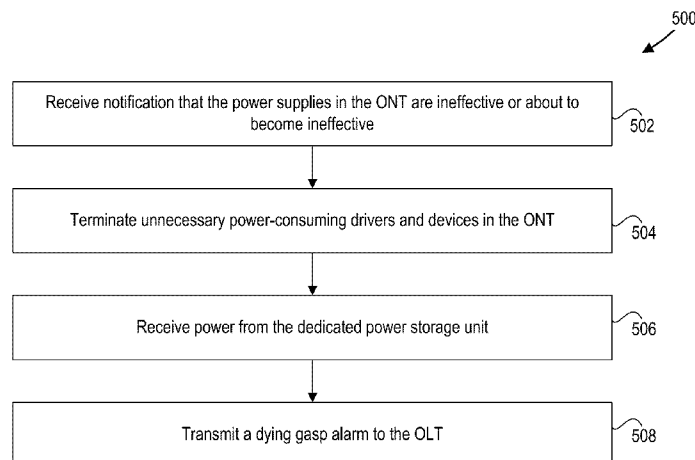 500
Receive notification that the power supplies in the ONT are ineffective or about to
become ineffective
502
Terminate unnecessary power-consuming drivers and devices in the ONT
504
Receive power from the dedicated power storage unit
506
Transmit a dying gasp alarm to the OLT
508